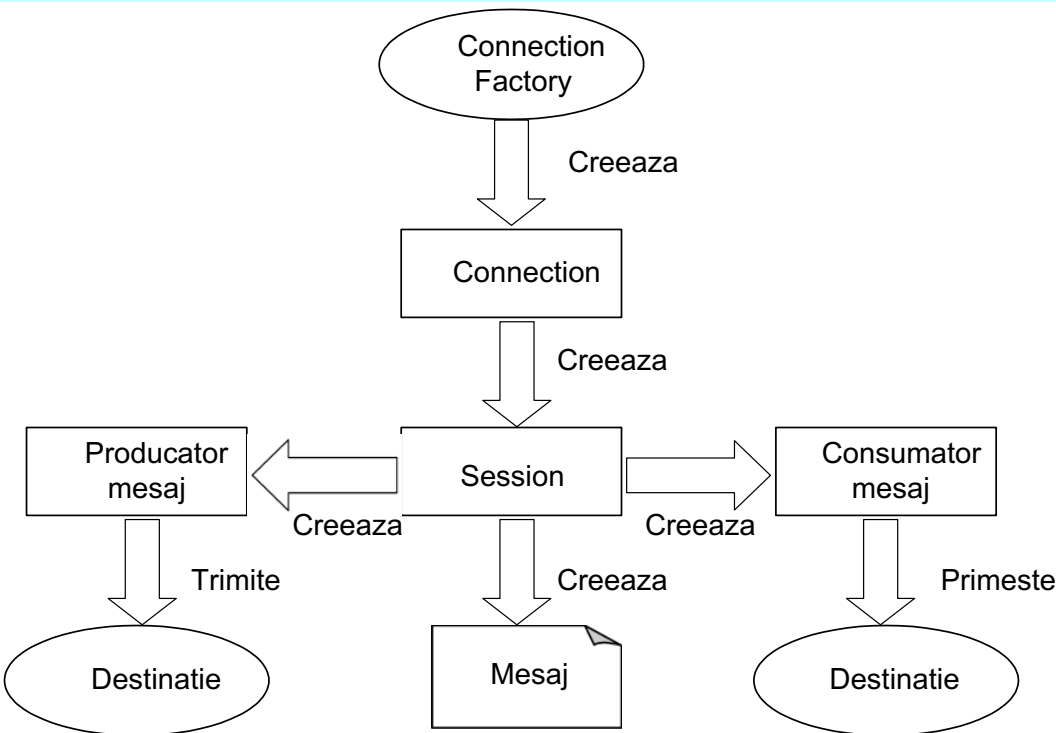 Connection
Factory
Creeaza
Connection
Creeaza
Producator
mesaj
Session
Consumator
mesaj
Creeaza
Creeaza
Trimite
Creeaza
Primeste
Destinatie
Mesaj
Destinatie